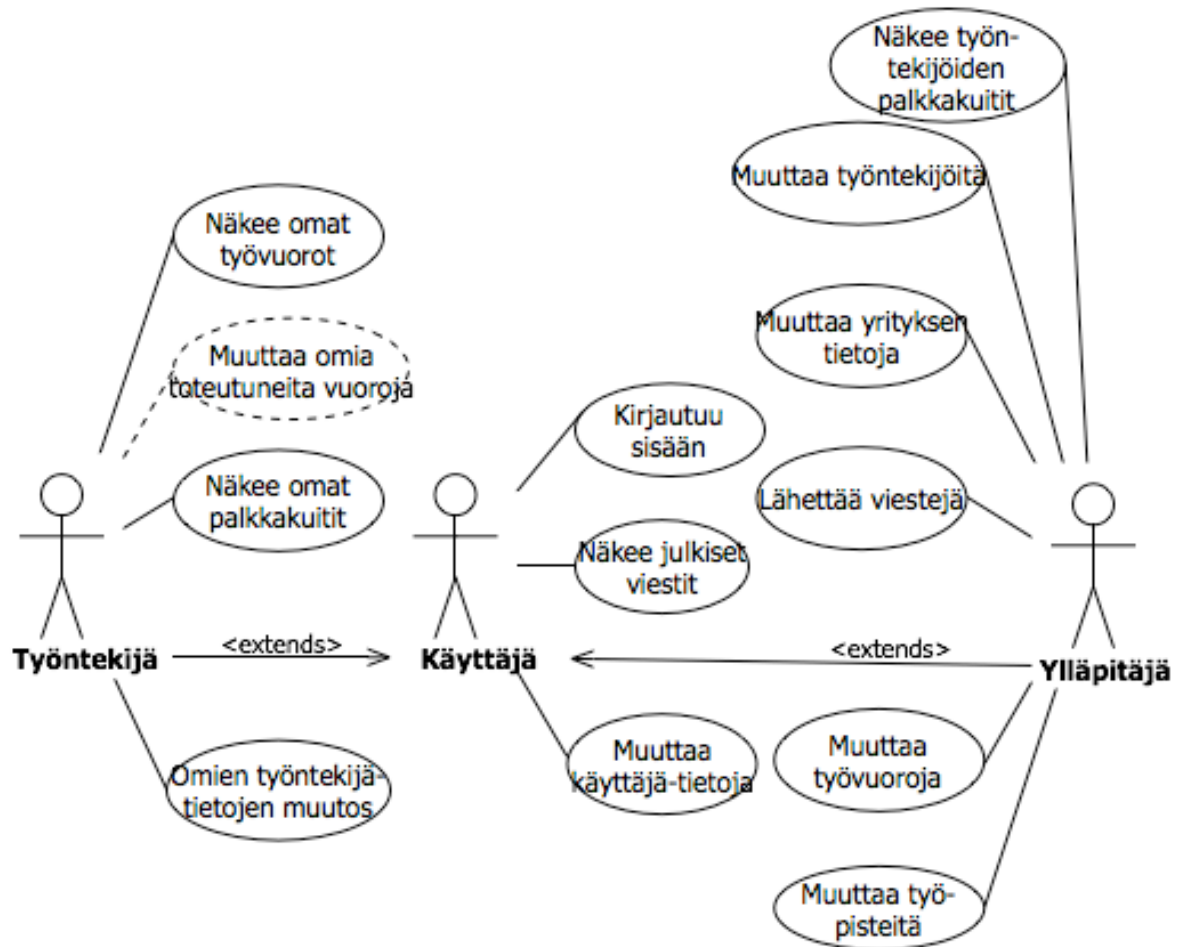 Näkee työn-
tekijöiden
palkkakuitit
Muuttaa työntekijöitä
Näkee omat
työvuorot
Muuttaa omia
toteutuneita vuoroja
Muuttaa yrityksen
tietoja
Kirjautuu
sisään
Näkee omat
palkkakuitit
Lähettää viestejä
Näkee julkiset
viestit
<extends>
<extends>
Työntekijä
Käyttäjä
Ylläpitäjä
Omien työntekijä-
tietojen muutos
Muuttaa
käyttäjä-tietoja
Muuttaa
työvuoroja
Muuttaa työ-
pisteitä